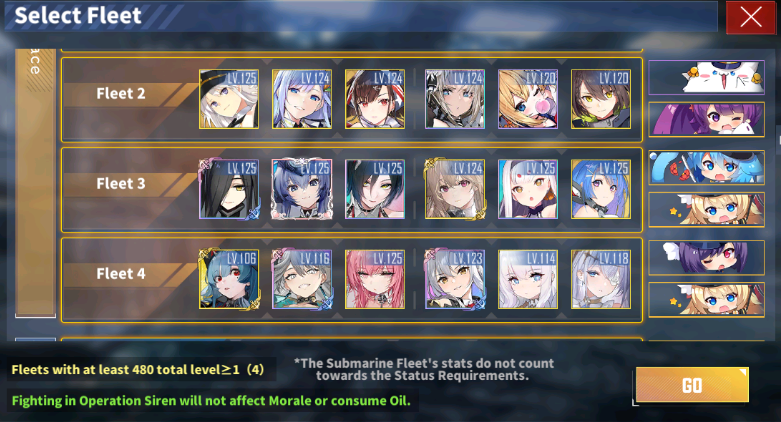 Select Fleet
ace
Fleet 2
LV.125 LV.124 LV.124 LV.124 LV.120 LV.120
Fleet 3
LV.125 LV.125 LV.125 LV.124 LV.125 LV.125
Fleet 4
LV.106 LV.116 LV.125 LV.123 LV.114 LV.118
Fleets with at least 480 total level≥1 (4)
*The Submarine Fleet's stats do not count
towards the Status Requirements.
Fighting in Operation Siren will not affect Morale or consume Oil.
GO